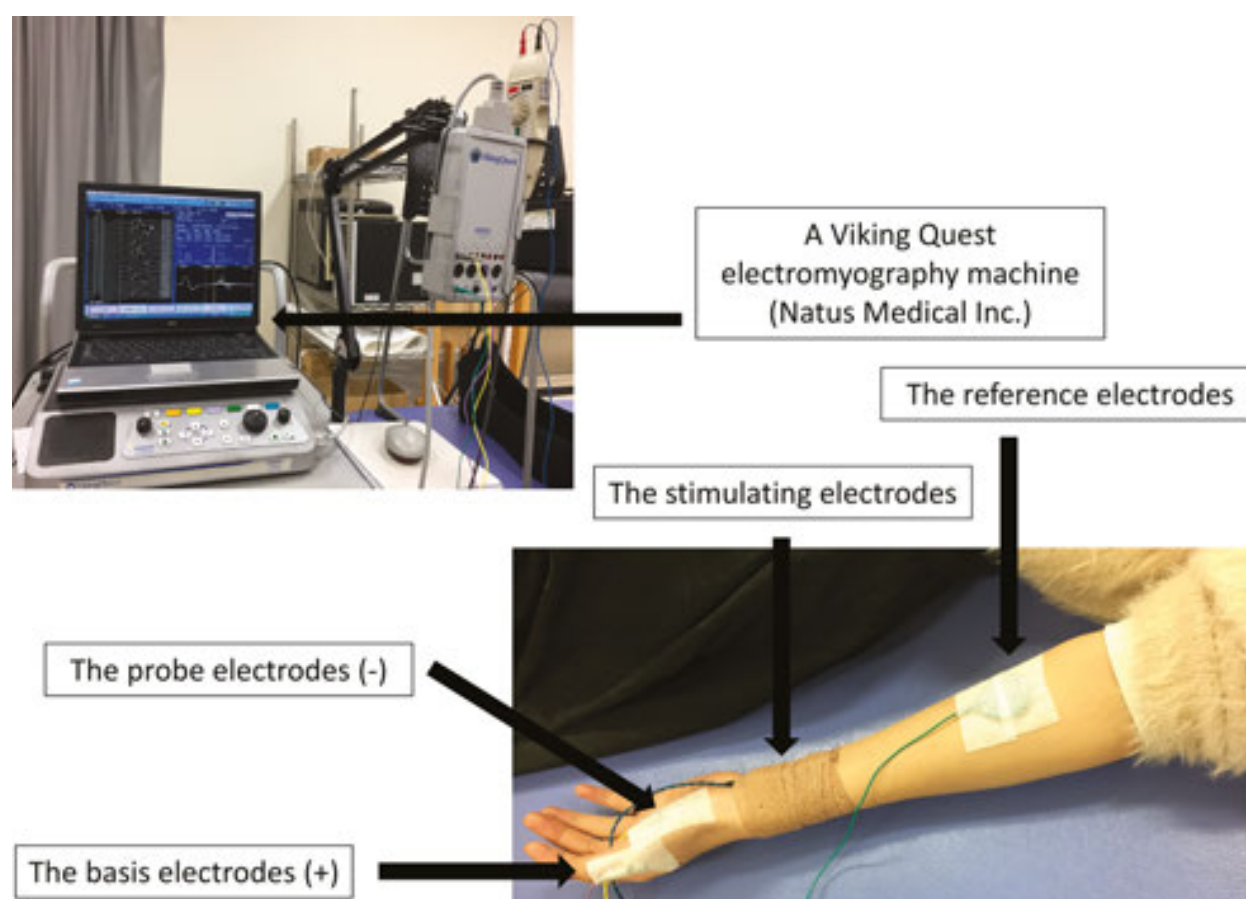 A Viking Quest
electromyography machine
(Natus Medical Inc.)
The reference electrodes
The stimulating electrodes
The probe electrodes (-)
The basis electrodes (+)